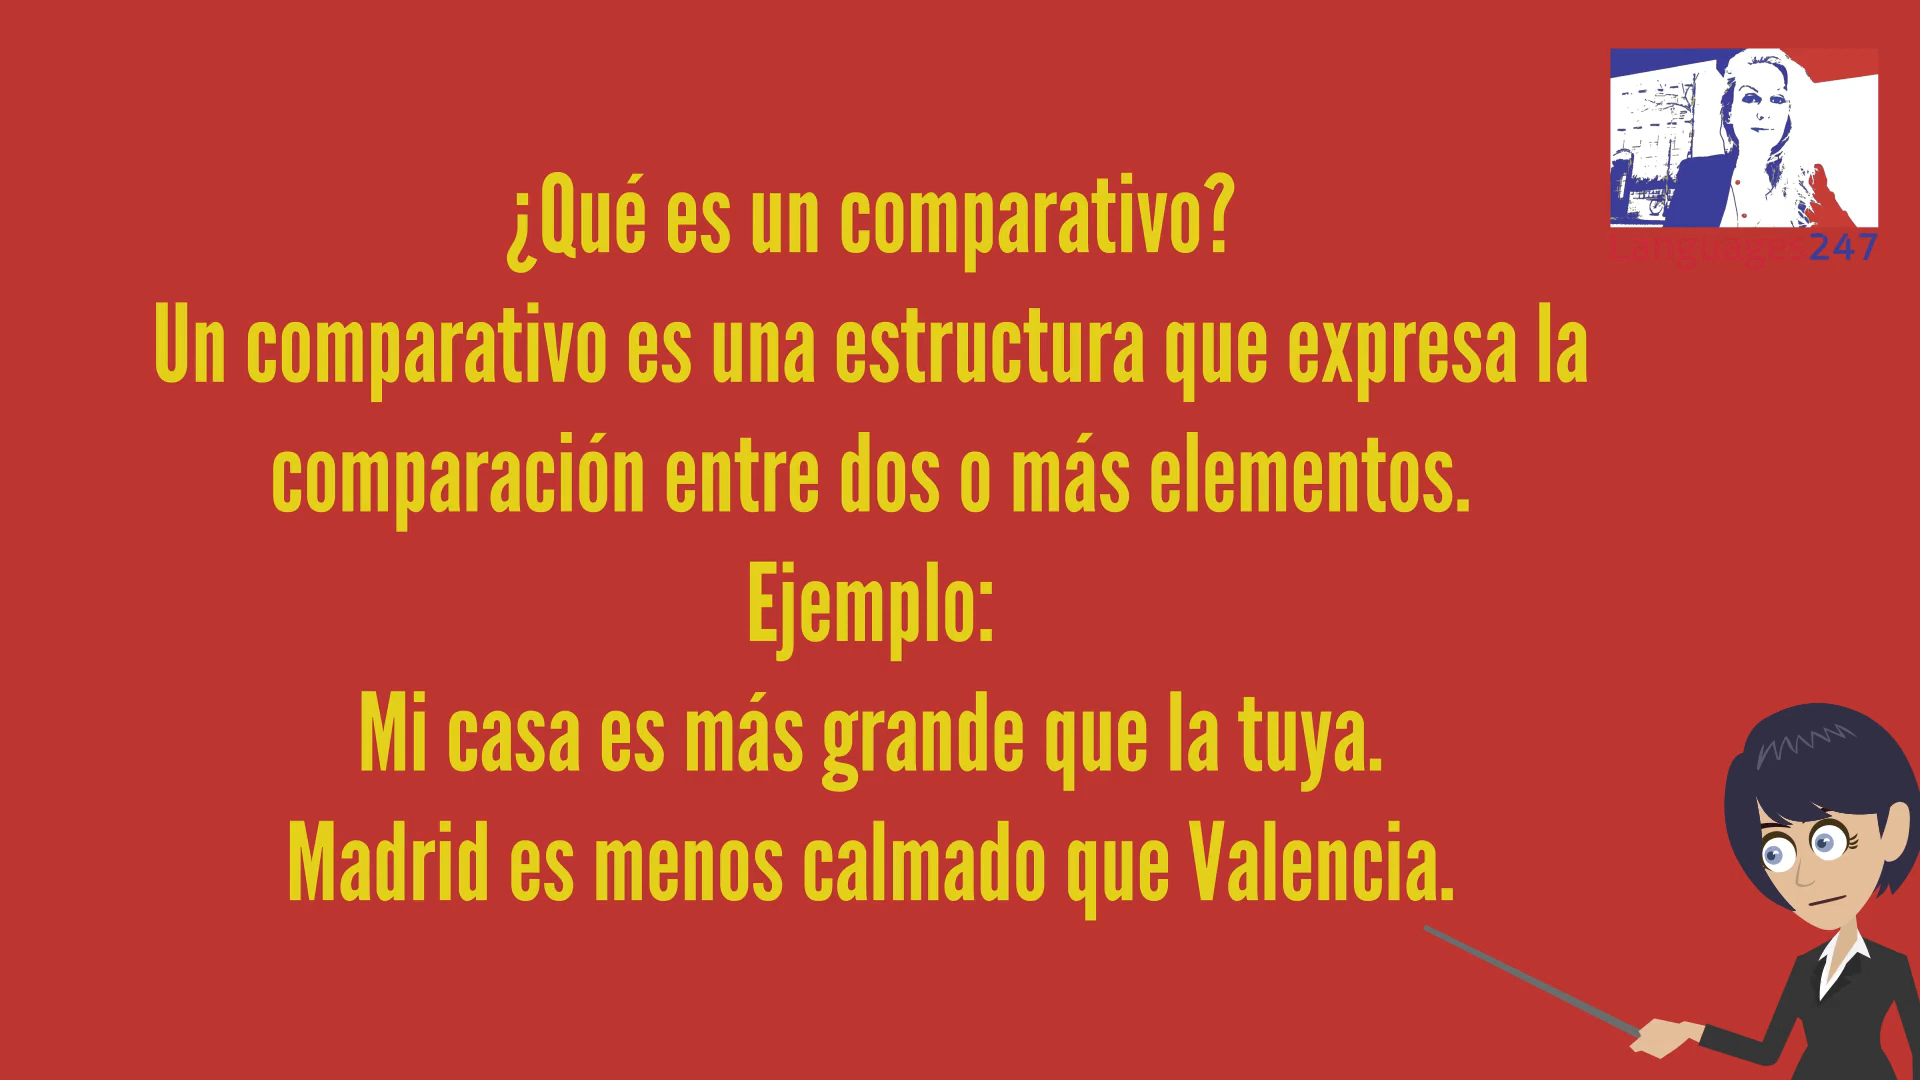 ¿Qué es un comparativo?
Un comparativo es una estructura que expresa la
comparación entre dos o más elementos.
Ejemplo:
Mi casa es más grande que la tuya.
Madrid es menos calmado que Valencia.
Languages247